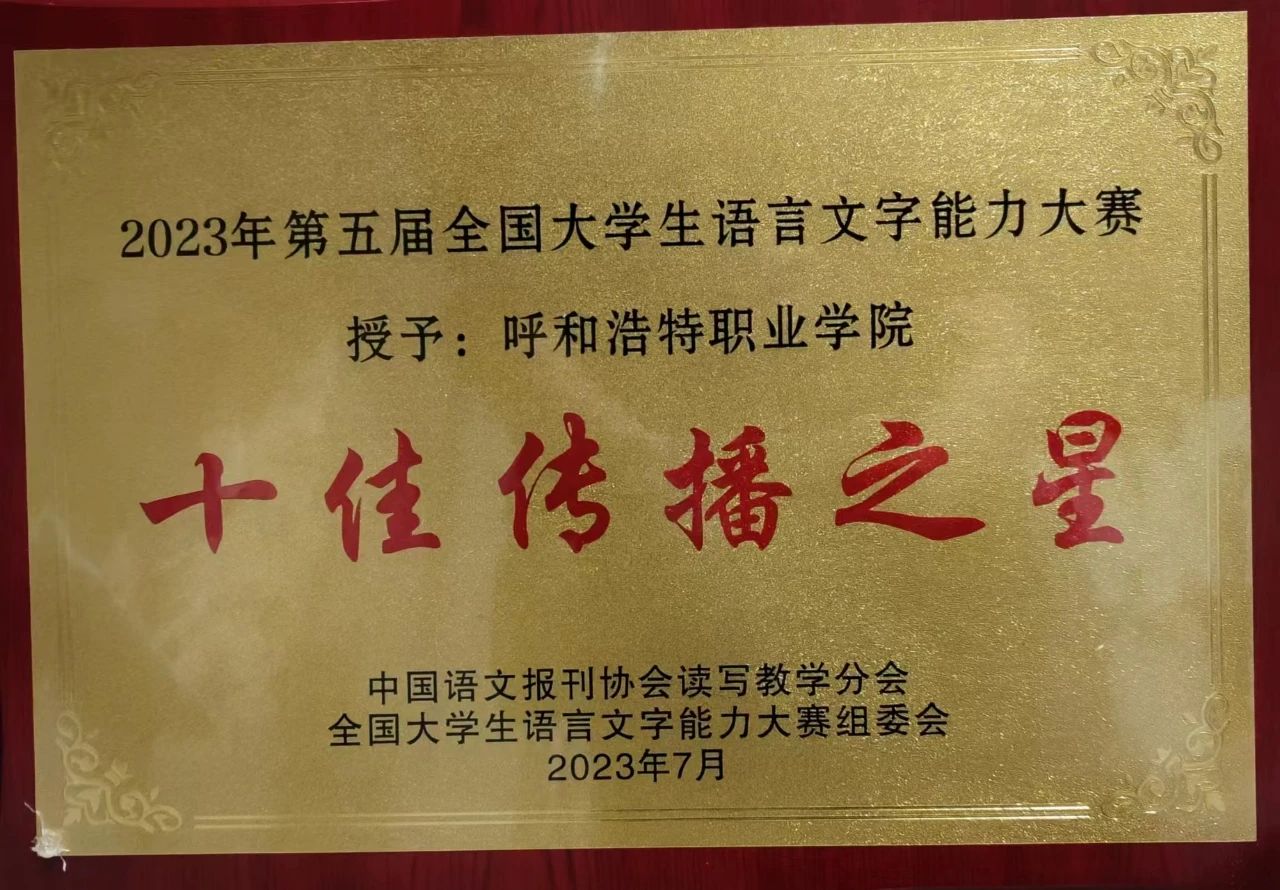 2023年第五届全国大学生语言文字能力大赛
授予：呼和浩特职业学院
十佳传播之星
中国语文报刊协会读写教学分会
全国大学生语言文字能力大赛组委会
2023年7月